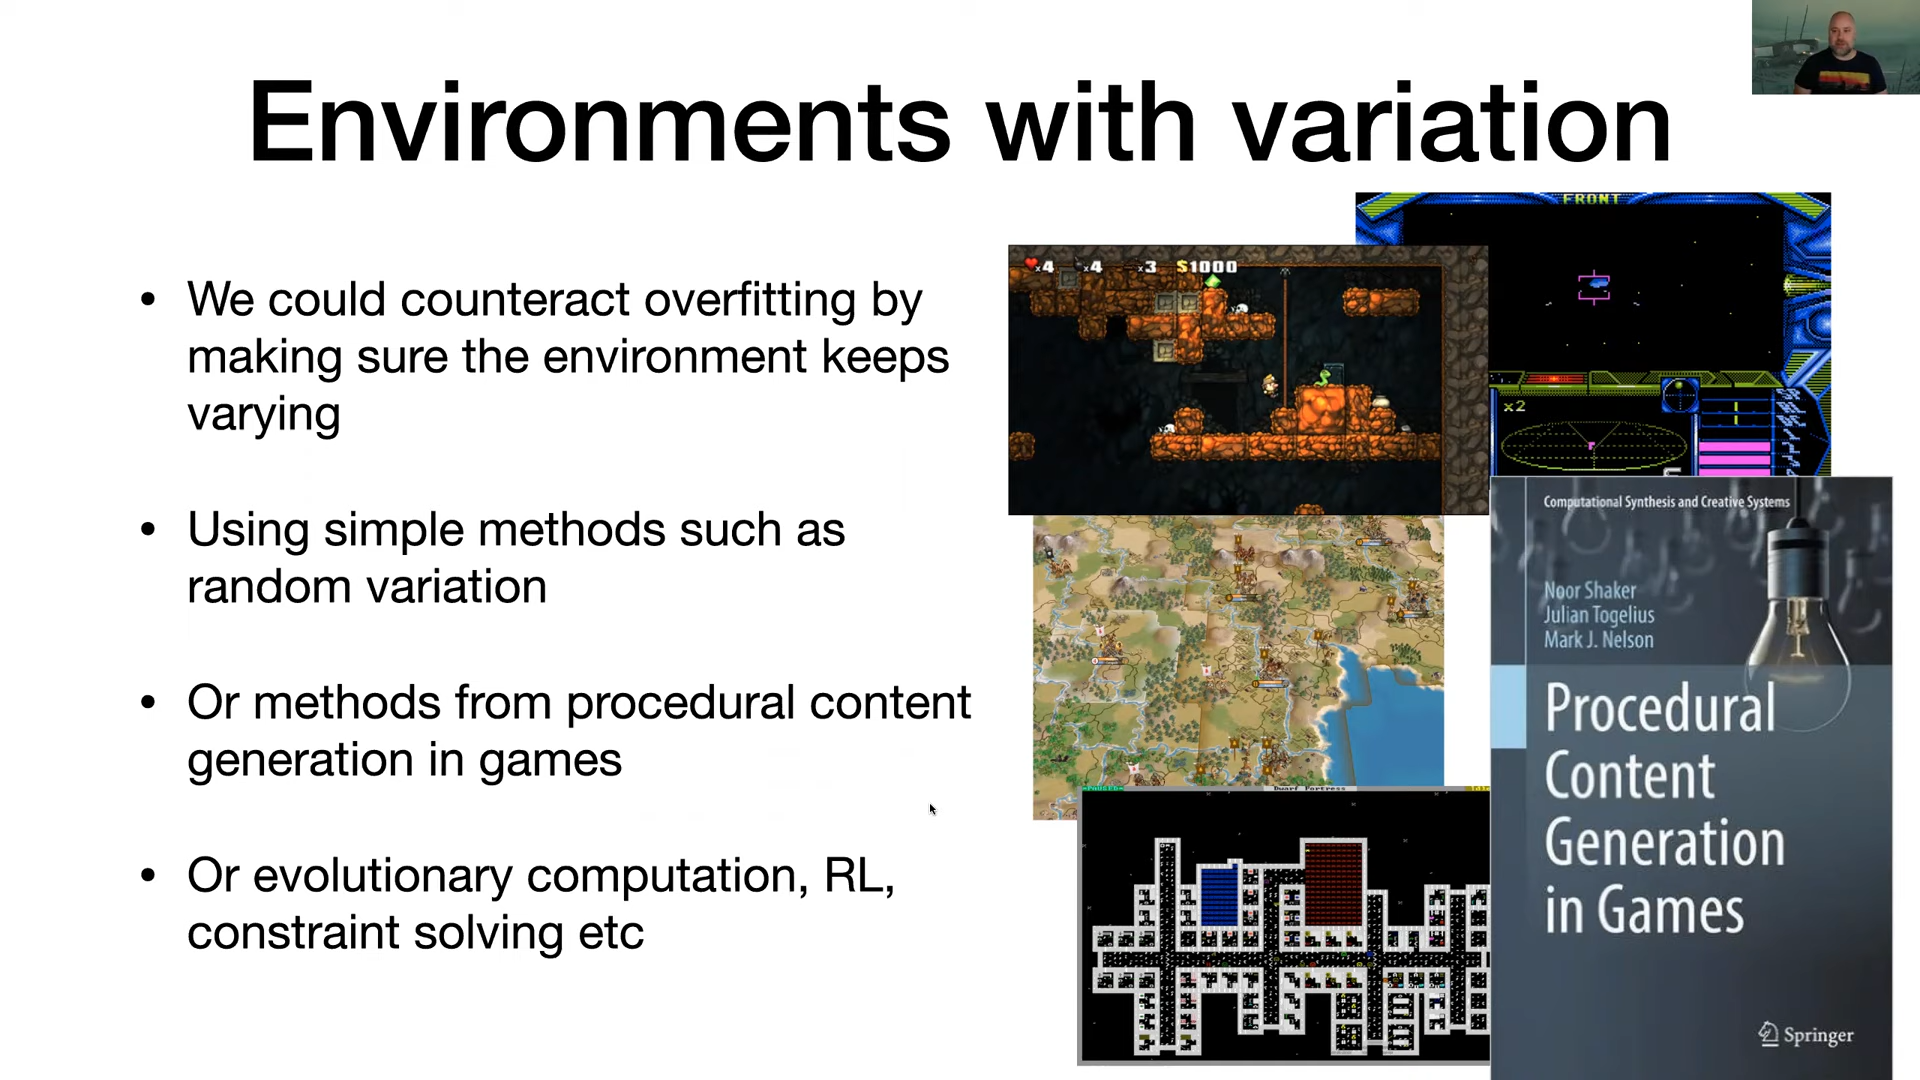 Environments with variation
• We could counteract overfitting by
making sure the environment keeps
varying
• Using simple methods such as
random variation
• Or methods from procedural content
generation in games
• Or evolutionary computation, RL,
constraint solving etc
FRONT
x4 x4 x3 $1000
x2
Computational Synthesis and Creative Systems
Noor Shaker
Julian Togelius
Mark J. Nelson
Procedural
Content
Generation
in Games
Springer
Dwarf Fortress